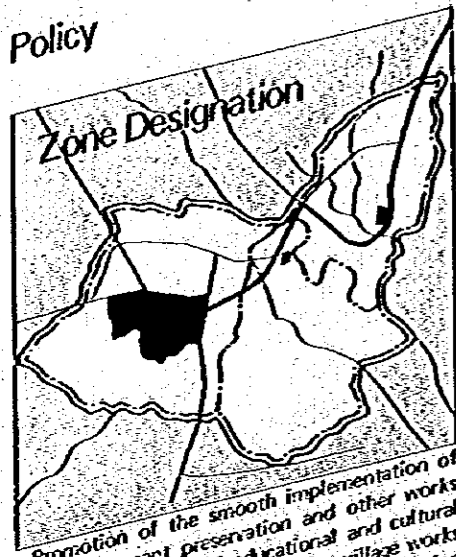 Policy
Zone Designation
Promotion of the smooth implementation of
preservation and other works
educational and cultural
village works